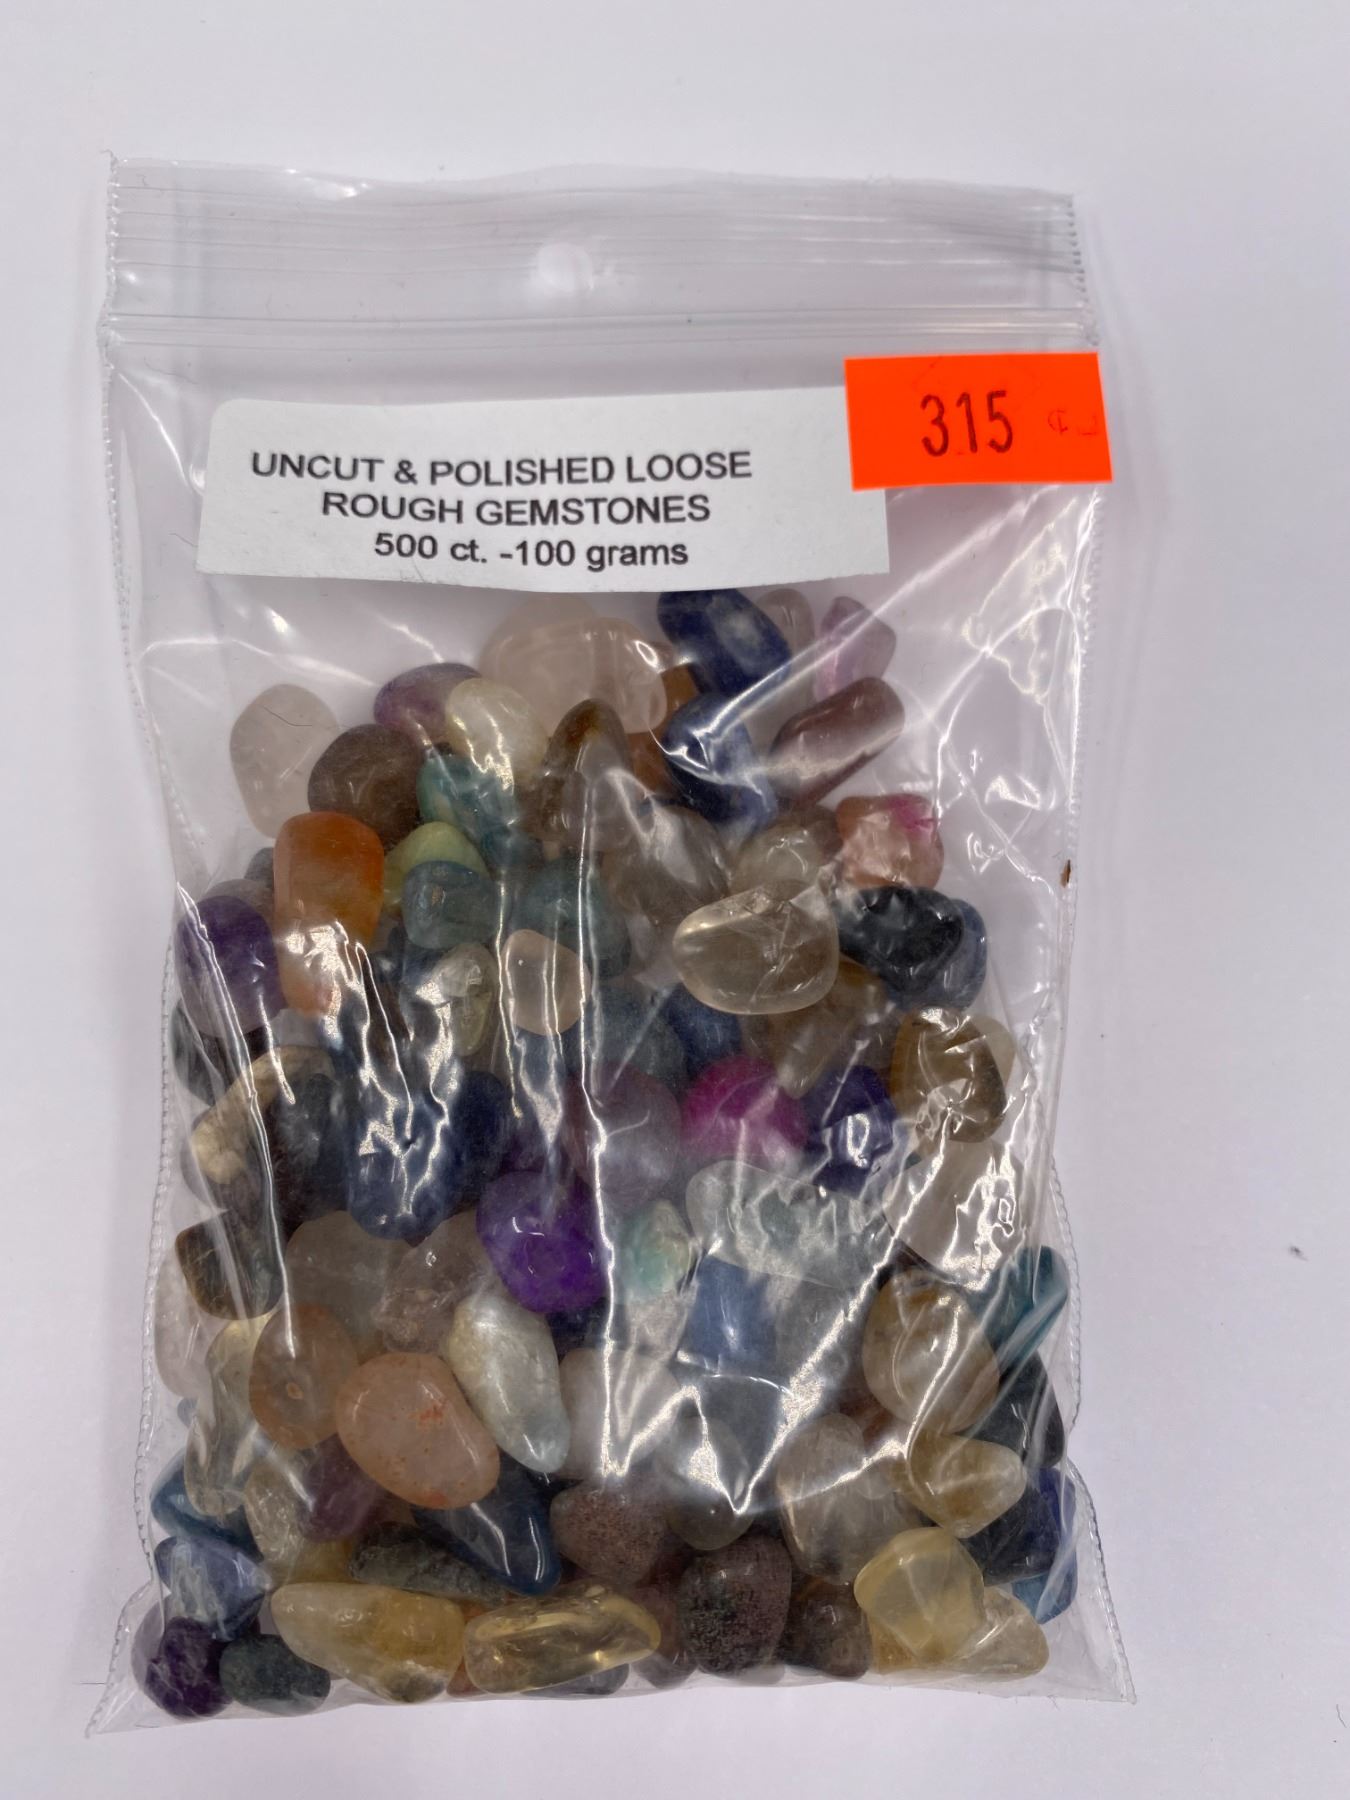 315
UNCUT & POLISHED LOOSE
ROUGH GEMSTONES
500 ct. -100 grams